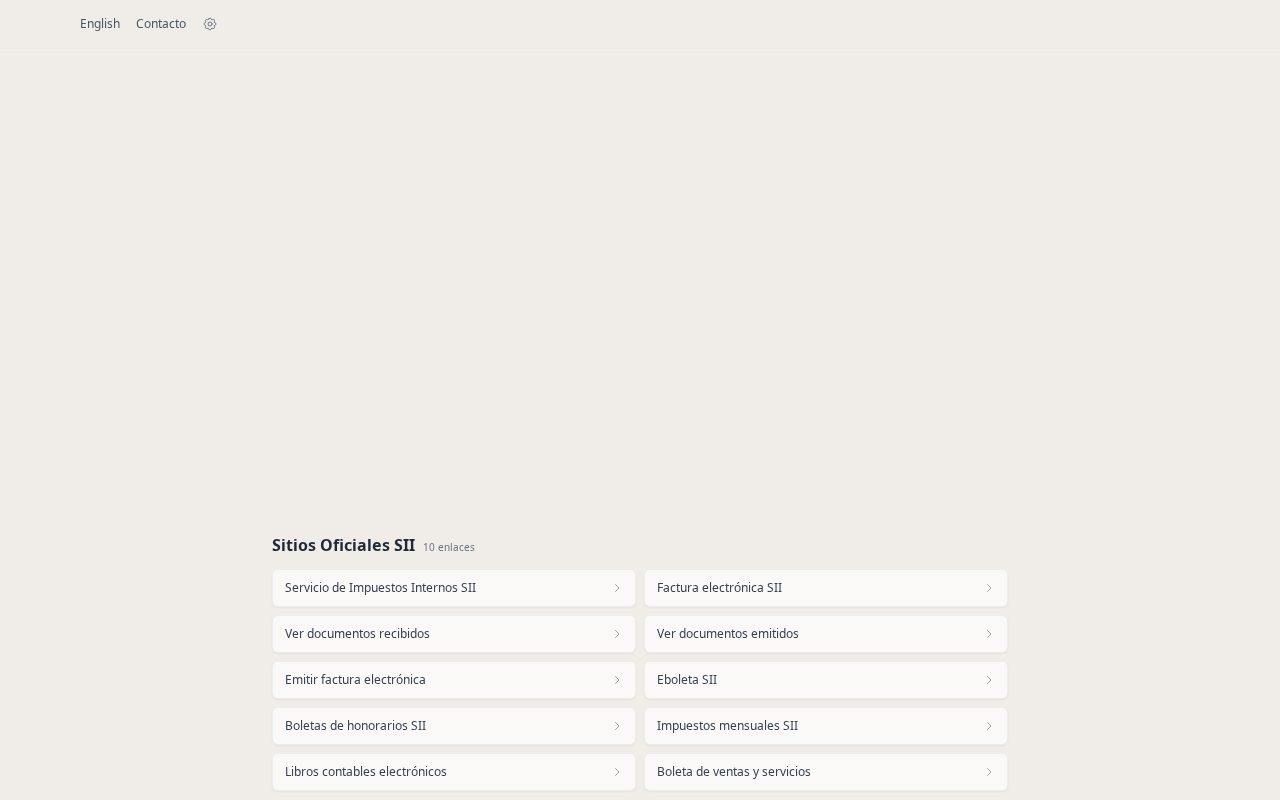 English Contacto
Sitios Oficiales SII 10 enlaces
Servicio de Impuestos Internos SII
Factura electrónica SII
Ver documentos recibidos
Ver documentos emitidos
Emitir factura electrónica
Eboleta SII
Boletas de honorarios SII
Impuestos mensuales SII
Libros contables electrónicos
Boleta de ventas y servicios